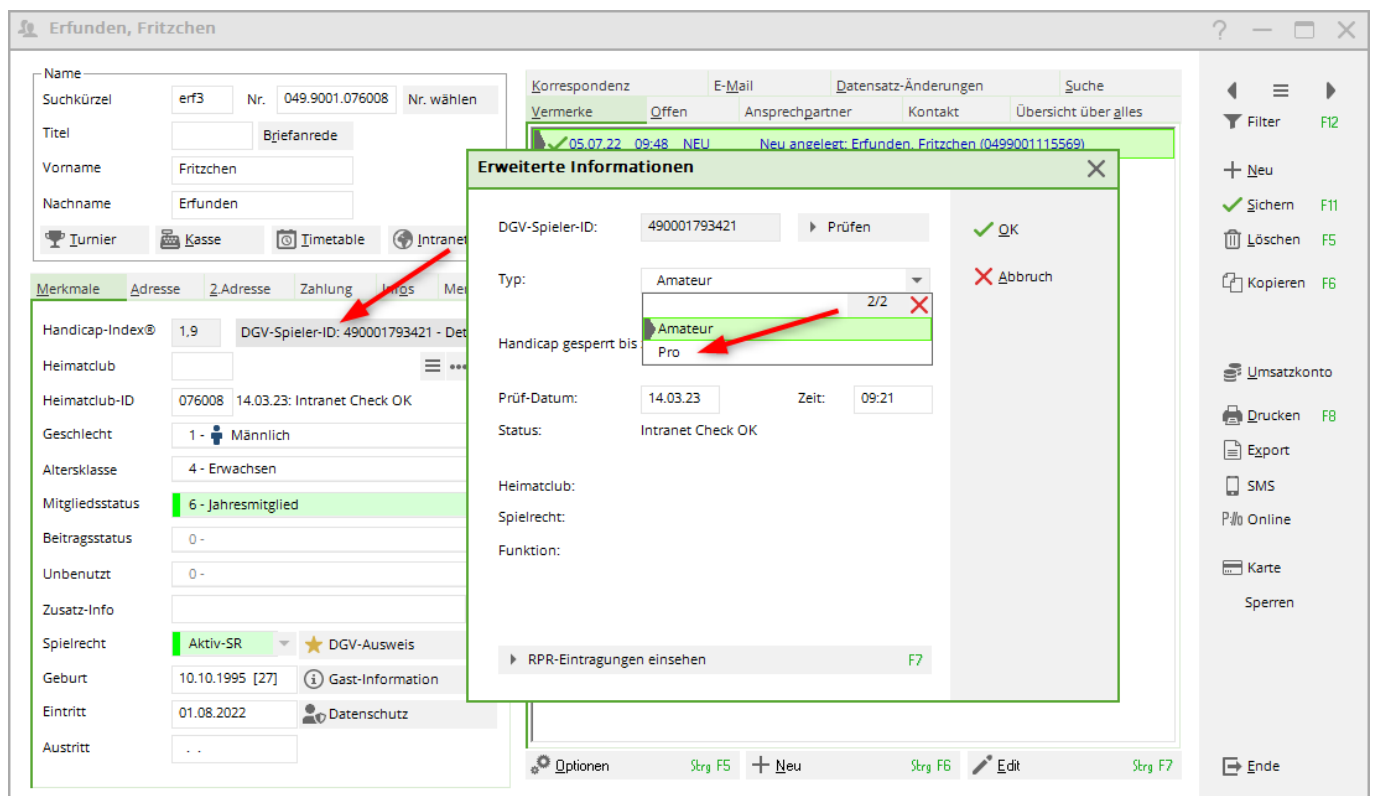 Erfunden, Fritzchen
Name
Suchkürzel erf3 Nr. 049.9001.076008 Nr. wählen
Titel Briefanrede
Vorname Fritzchen
Nachname Erfunden
Turnier Kasse Timetable Intranet
Merkmale Adresse 2.Adresse Zahlung Infos
Handicap-Index® 1,9 DGV-Spieler-ID: 490001793421 - Det
Heimatclub
Heimatclub-ID 076008 14.03.23: Intranet Check OK
Geschlecht 1 - Männlich
Altersklasse 4 - Erwachsen
Mitgliedsstatus 6 - Jahresmitglied
Beitragsstatus 0 -
Unbenutzt 0 -
Zusatz-Info
Spielrecht Aktiv-SR DGV-Ausweis
Geburt 10.10.1995 [27] Gast-Information
Eintritt 01.08.2022 Datenschutz
Austritt . .
Korrespondenz E-Mail Datensatz-Änderungen Suche
Vermerke Offen Ansprechpartner Kontakt Übersicht über alles
05.07.22 09:48 NEU Neu angelegt: Erfunden, Fritzchen (0499001115569)
Erweiterte Informationen
DGV-Spieler-ID: 490001793421 Prüfen
OK
Typ: Amateur
Abbruch
2/2
Amateur
Handicap gesperrt bis
Pro
Prüf-Datum: 14.03.23 Zeit: 09:21
Status: Intranet Check OK
Heimatclub:
Spielrecht:
Funktion:
RPR-Eintragungen einsehen F7
Optionen Strg F5 Neu Strg F6 Edit Strg F7
Filter F12
Neu
Sichern F11
Löschen F5
Kopieren F6
Umsatzkonto
Drucken F8
Export
SMS
Online
Karte
Sperren
Ende